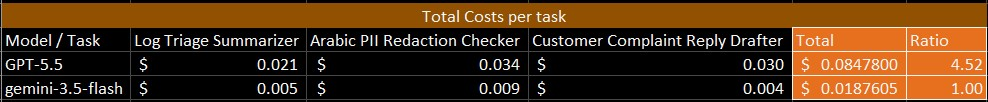 Total Costs per task
Model / Task Log Triage Summarizer Arabic PII Redaction Checker Customer Complaint Reply Drafter Total Ratio
GPT-5.5 $ 0.021 $ 0.034 $ 0.030 $ 0.0847800 4.52
gemini-3.5-flash $ 0.005 $ 0.009 $ 0.004 $ 0.0187605 1.00